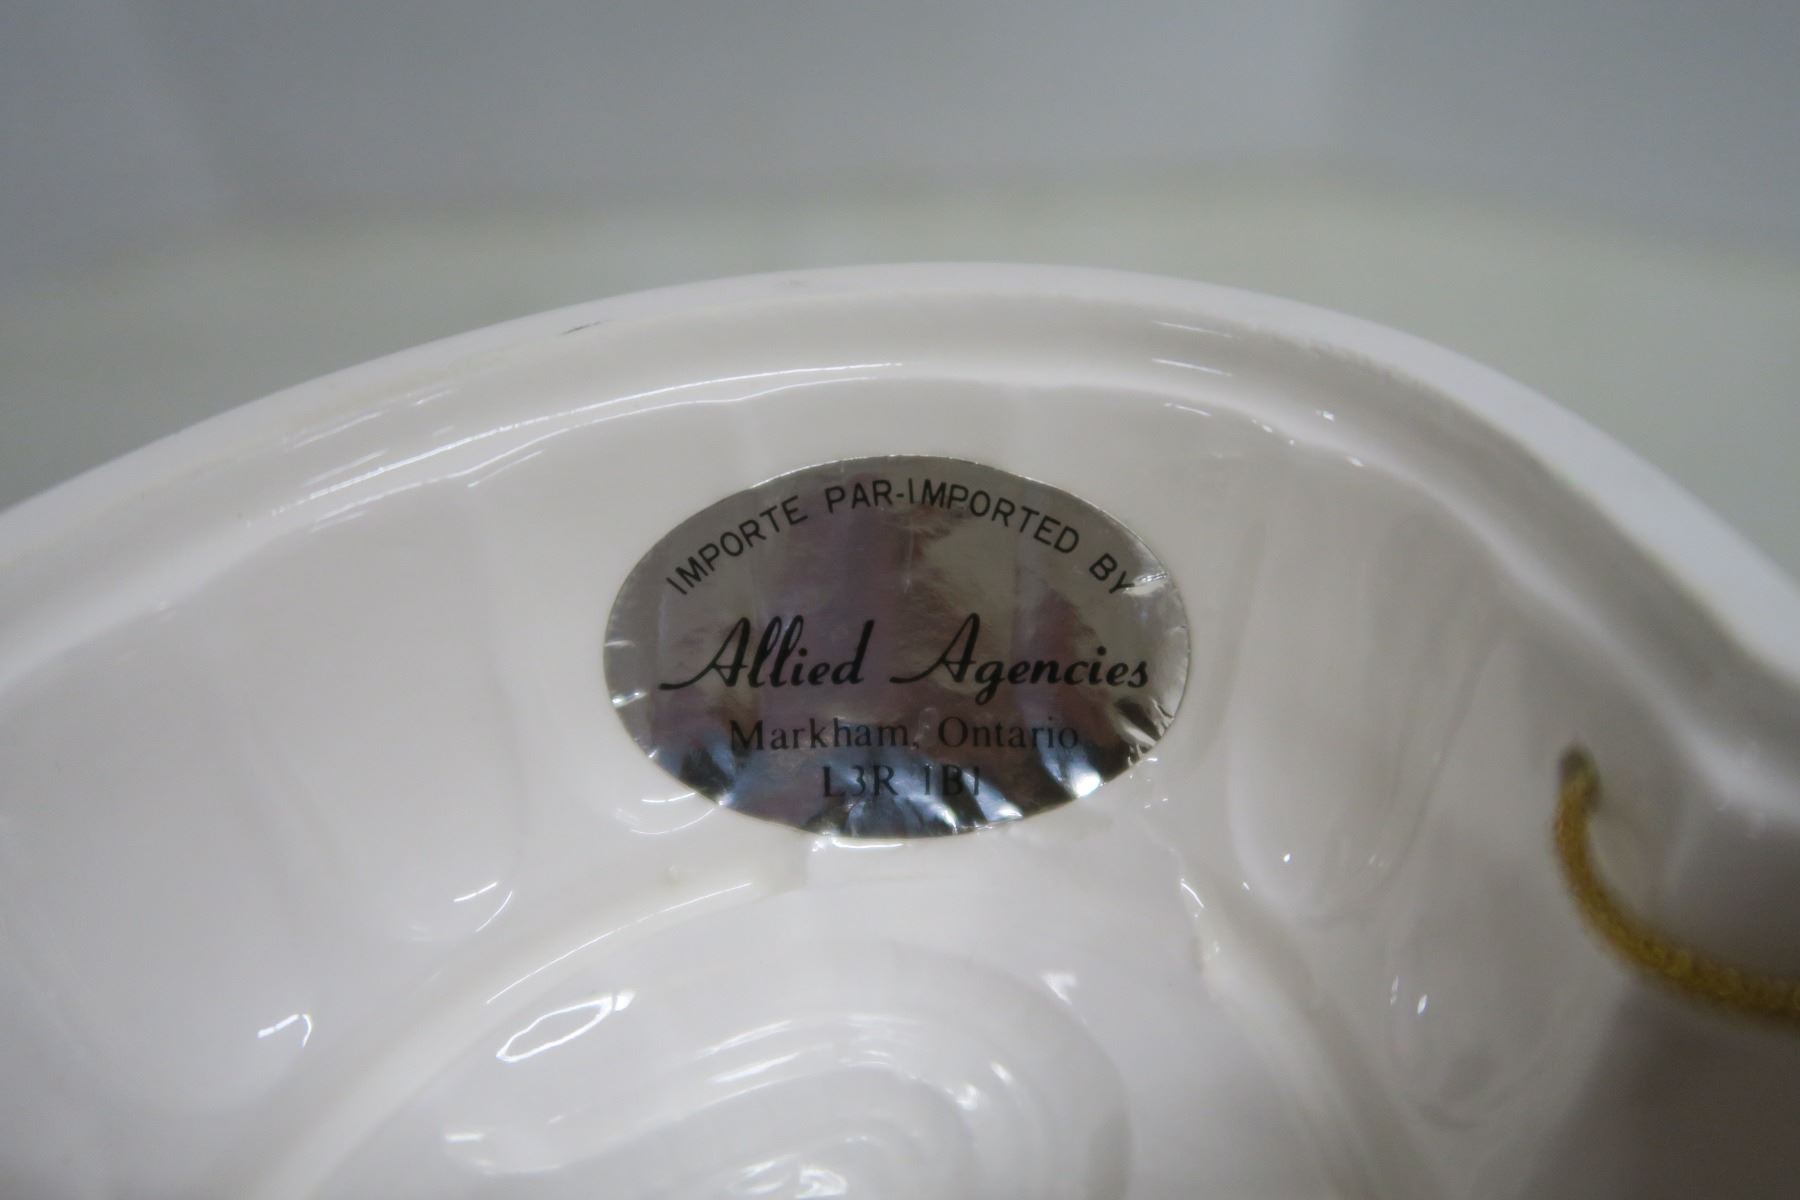 IMPORTE PAR-IMPORTED BY
Allied Agencies
Markham, Ontario
L3R 1B1